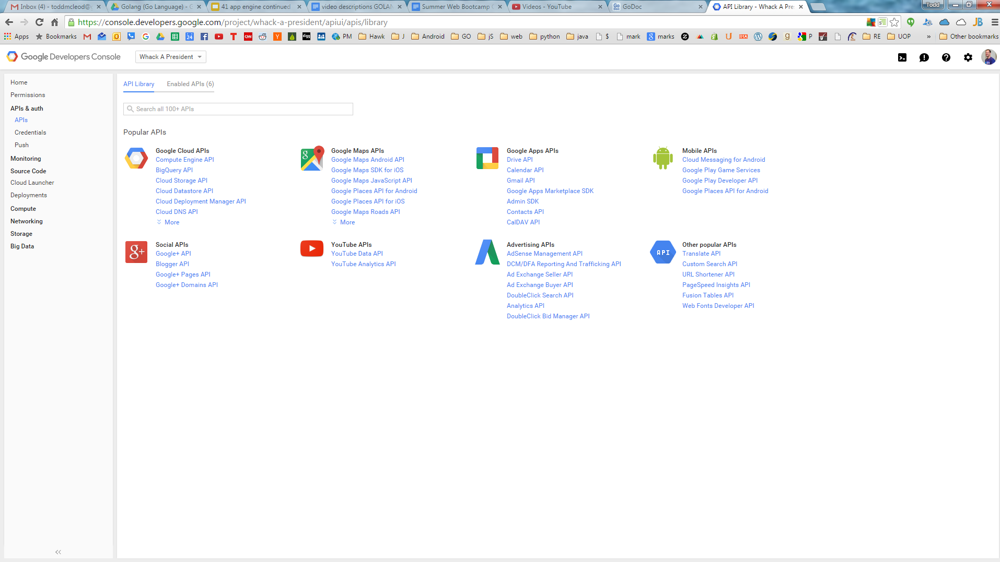 Inbox (4) - toddmcleod@
Golang (Go Language) - G
41 app engine continued
video descriptions GOLAN
Summer Web Bootcamp
Videos - YouTube
GoDoc
API Library - Whack A Pre
Todd
https://console.developers.google.com/project/whack-a-president/apiui/apis/library
Apps Bookmarks 24 CNN Y digg PM Hawk J Android GO jS web python java $ mark marks P RE UOP » Other bookmarks
Google Developers Console Whack A President
Home
Permissions
APIs & auth
APIs
Credentials
Push
Monitoring
Source Code
Cloud Launcher
Deployments
Compute
Networking
Storage
Big Data
API Library Enabled APIs (6)
Search all 100+ APIs
Popular APIs
Google Cloud APIs
Compute Engine API
BigQuery API
Cloud Storage API
Cloud Datastore API
Cloud Deployment Manager API
Cloud DNS API
More
Google Maps APIs
Google Maps Android API
Google Maps SDK for iOS
Google Maps JavaScript API
Google Places API for Android
Google Places API for iOS
Google Maps Roads API
More
Google Apps APIs
Drive API
Calendar API
Gmail API
Google Apps Marketplace SDK
Admin SDK
Contacts API
CalDAV API
Mobile APIs
Cloud Messaging for Android
Google Play Game Services
Google Play Developer API
Google Places API for Android
g+
Social APIs
Google+ API
Blogger API
Google+ Pages API
Google+ Domains API
YouTube APIs
YouTube Data API
YouTube Analytics API
Advertising APIs
AdSense Management API
DCM/DFA Reporting And Trafficking API
Ad Exchange Seller API
Ad Exchange Buyer API
DoubleClick Search API
Analytics API
DoubleClick Bid Manager API
API
Other popular APIs
Translate API
Custom Search API
URL Shortener API
PageSpeed Insights API
Fusion Tables API
Web Fonts Developer API